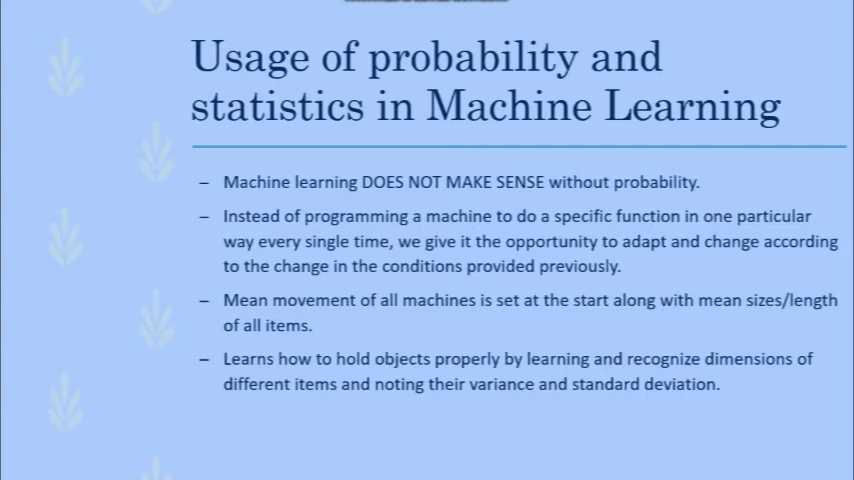 Usage of probability and
statistics in Machine Learning
– Machine learning DOES NOT MAKE SENSE without probability.
– Instead of programming a machine to do a specific function in one particular
way every single time, we give it the opportunity to adapt and change according
to the change in the conditions provided previously.
– Mean movement of all machines is set at the start along with mean sizes/length
of all items.
– Learns how to hold objects properly by learning and recognize dimensions of
different items and noting their variance and standard deviation.